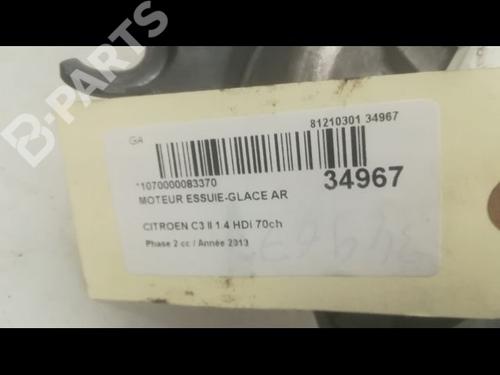 B-PARTS
GA
81210301 34967
*1070000083370
34967
MOTEUR ESSUIE-GLACE AR
CITROEN C3 II 1.4 HDi 70ch
Phase 2 cc / Année 2013